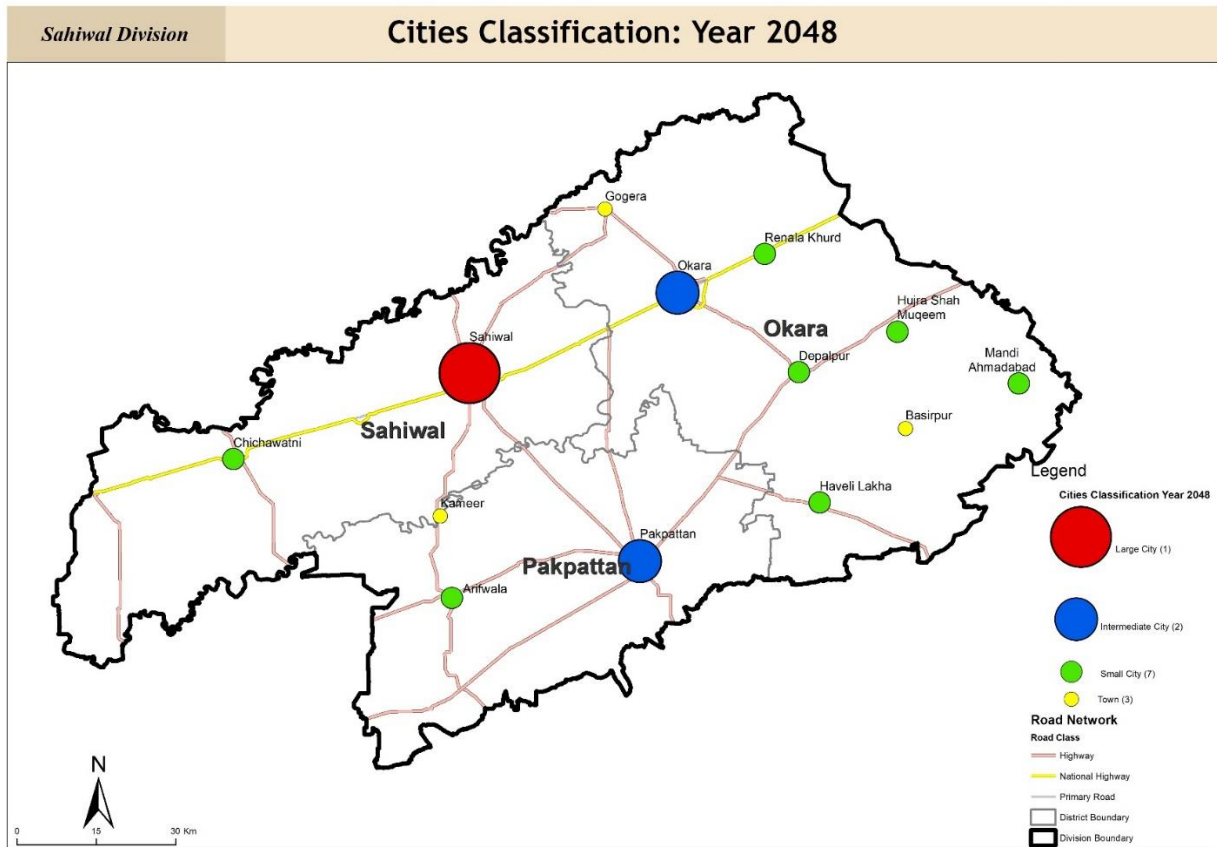 Sahiwal Division
Cities Classification: Year 2048
Gogera
Renala Khurd
Okara
Hujra Shah
Muqeem
Okara
Sahiwal
Depalpur
Mandi
Ahmadabad
Basirpur
Sahiwal
Chichawatni
Legend
Cities Classification Year 2048
Haveli Lakha
Kameer
Pakpattan
Large City (1)
Pakpattan
Arifwala
Intermediate City (2)
Small City (7)
Town (3)
Road Network
Road Class
Highway
National Highway
Primary Road
District Boundary
Division Boundary
N
0 15 30 Km